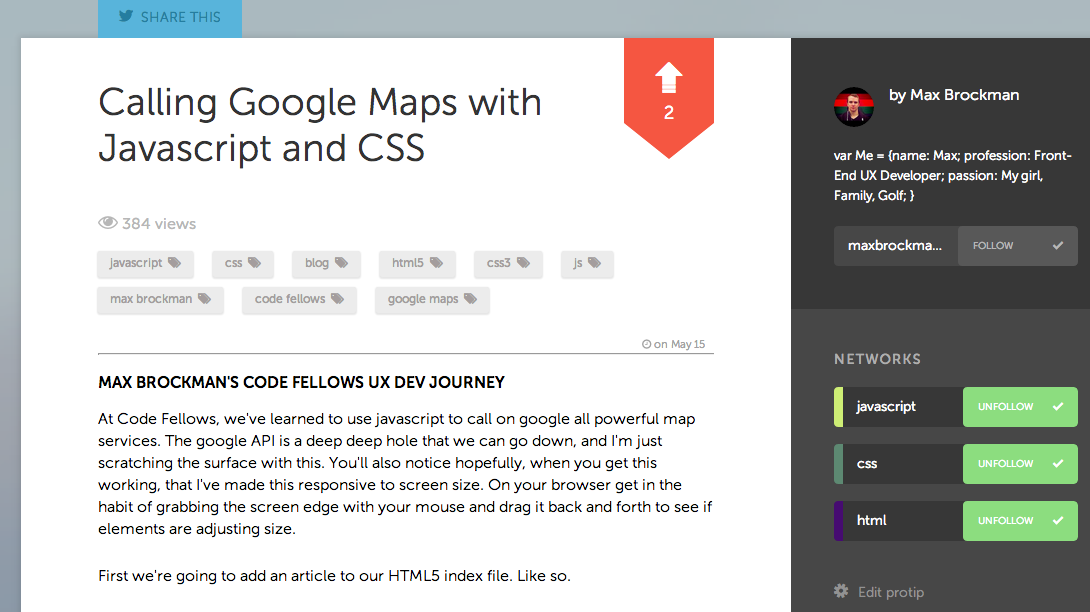 SHARE THIS
Calling Google Maps with
Javascript and CSS
2
384 views
javascript css blog html5 css3 js
max brockman code fellows google maps
on May 15
MAX BROCKMAN'S CODE FELLOWS UX DEV JOURNEY
At Code Fellows, we've learned to use javascript to call on google all powerful map
services. The google API is a deep deep hole that we can go down, and I'm just
scratching the surface with this. You'll also notice hopefully, when you get this
working, that I've made this responsive to screen size. On your browser get in the
habit of grabbing the screen edge with your mouse and drag it back and forth to see if
elements are adjusting size.
First we're going to add an article to our HTML5 index file. Like so.
by Max Brockman
var Me = {name: Max; profession: Front-
End UX Developer; passion: My girl,
Family, Golf; }
maxbrockma... FOLLOW
NETWORKS
javascript UNFOLLOW
css UNFOLLOW
html UNFOLLOW
Edit protip